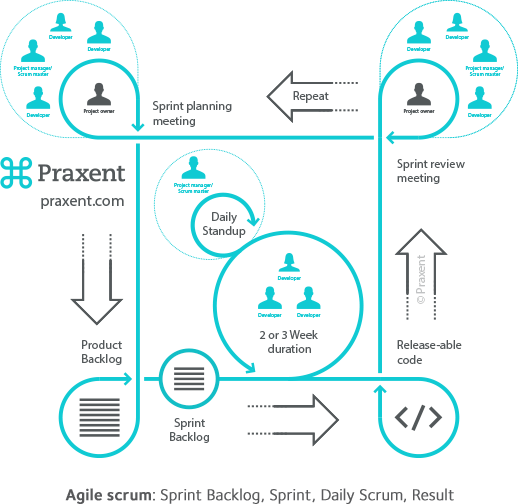 Developer
Developer
Developer
Project manager/
Scrum master
Developer
Project owner
Sprint planning
meeting
Repeat
Developer
Developer
Developer
Project manager/
Scrum master
Developer
Project owner
Sprint review
meeting
Praxent
praxent.com
Project manager/
Scrum master
Daily
Standup
Developer
Developer
Developer
2 or 3 Week
duration
© Praxent
Product
Backlog
Release-able
code
Sprint
Backlog
</>
Agile scrum: Sprint Backlog, Sprint, Daily Scrum, Result